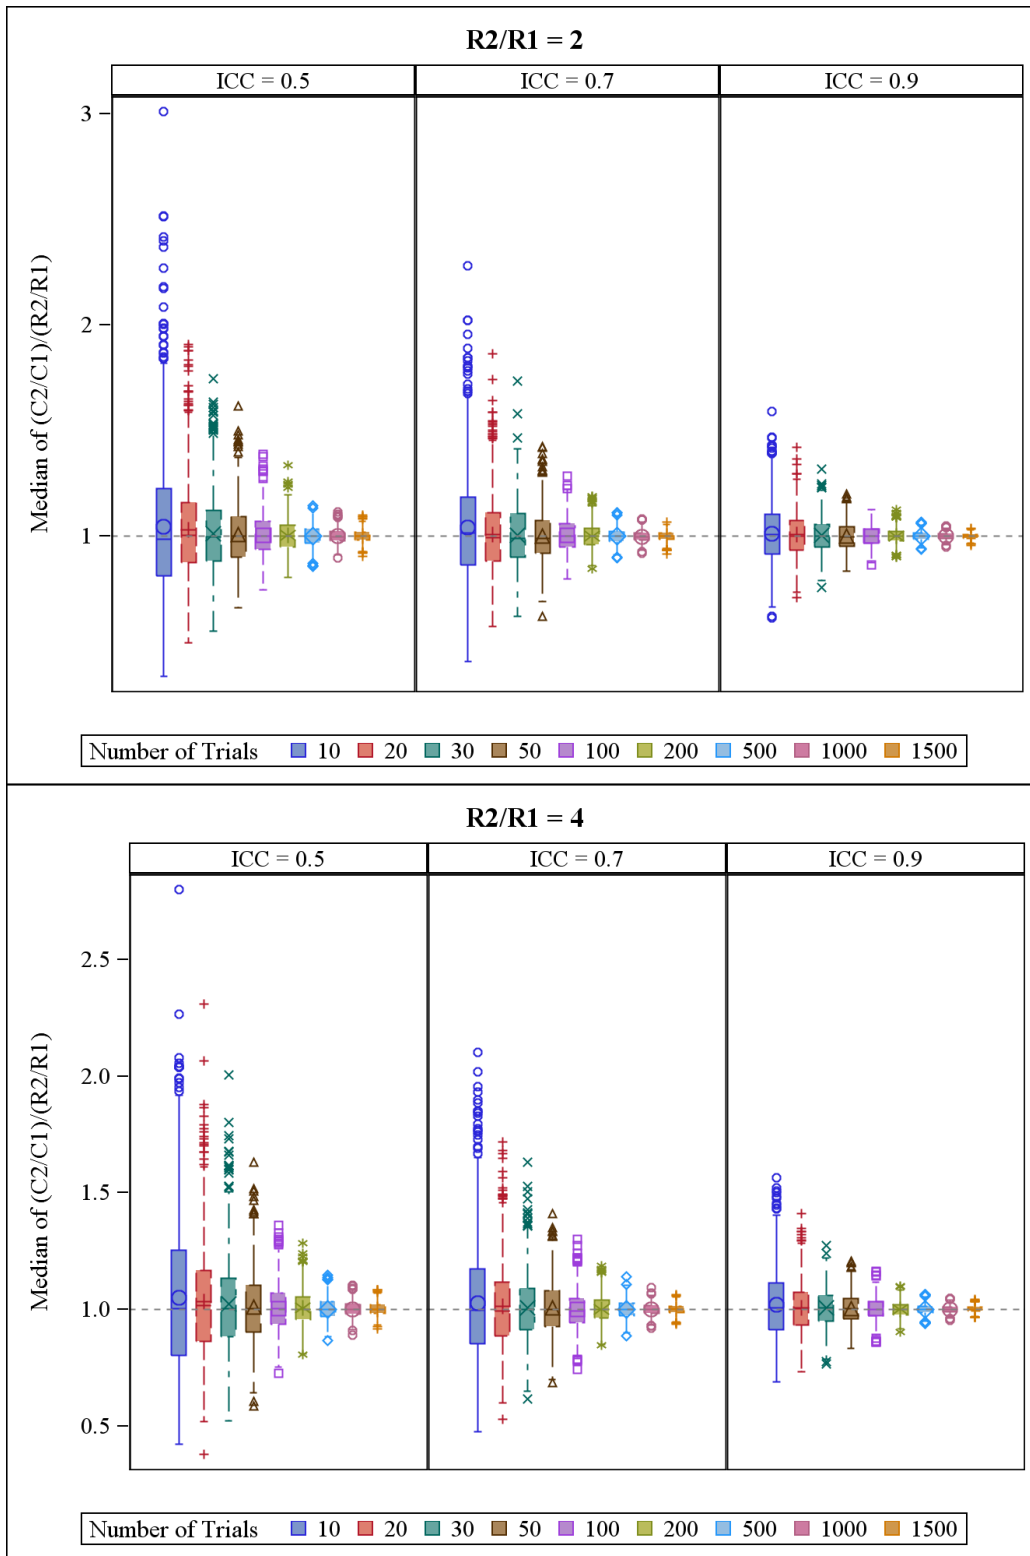 R2/R1 = 2
ICC = 0.5 ICC = 0.7 ICC = 0.9
Median of (C2/C1)/(R2/R1)
3
2
1
Number of Trials 10 20 30 50 100 200 500 1000 1500
R2/R1 = 4
ICC = 0.5 ICC = 0.7 ICC = 0.9
Median of (C2/C1)/(R2/R1)
2.5
2.0
1.5
1.0
0.5
Number of Trials 10 20 30 50 100 200 500 1000 1500